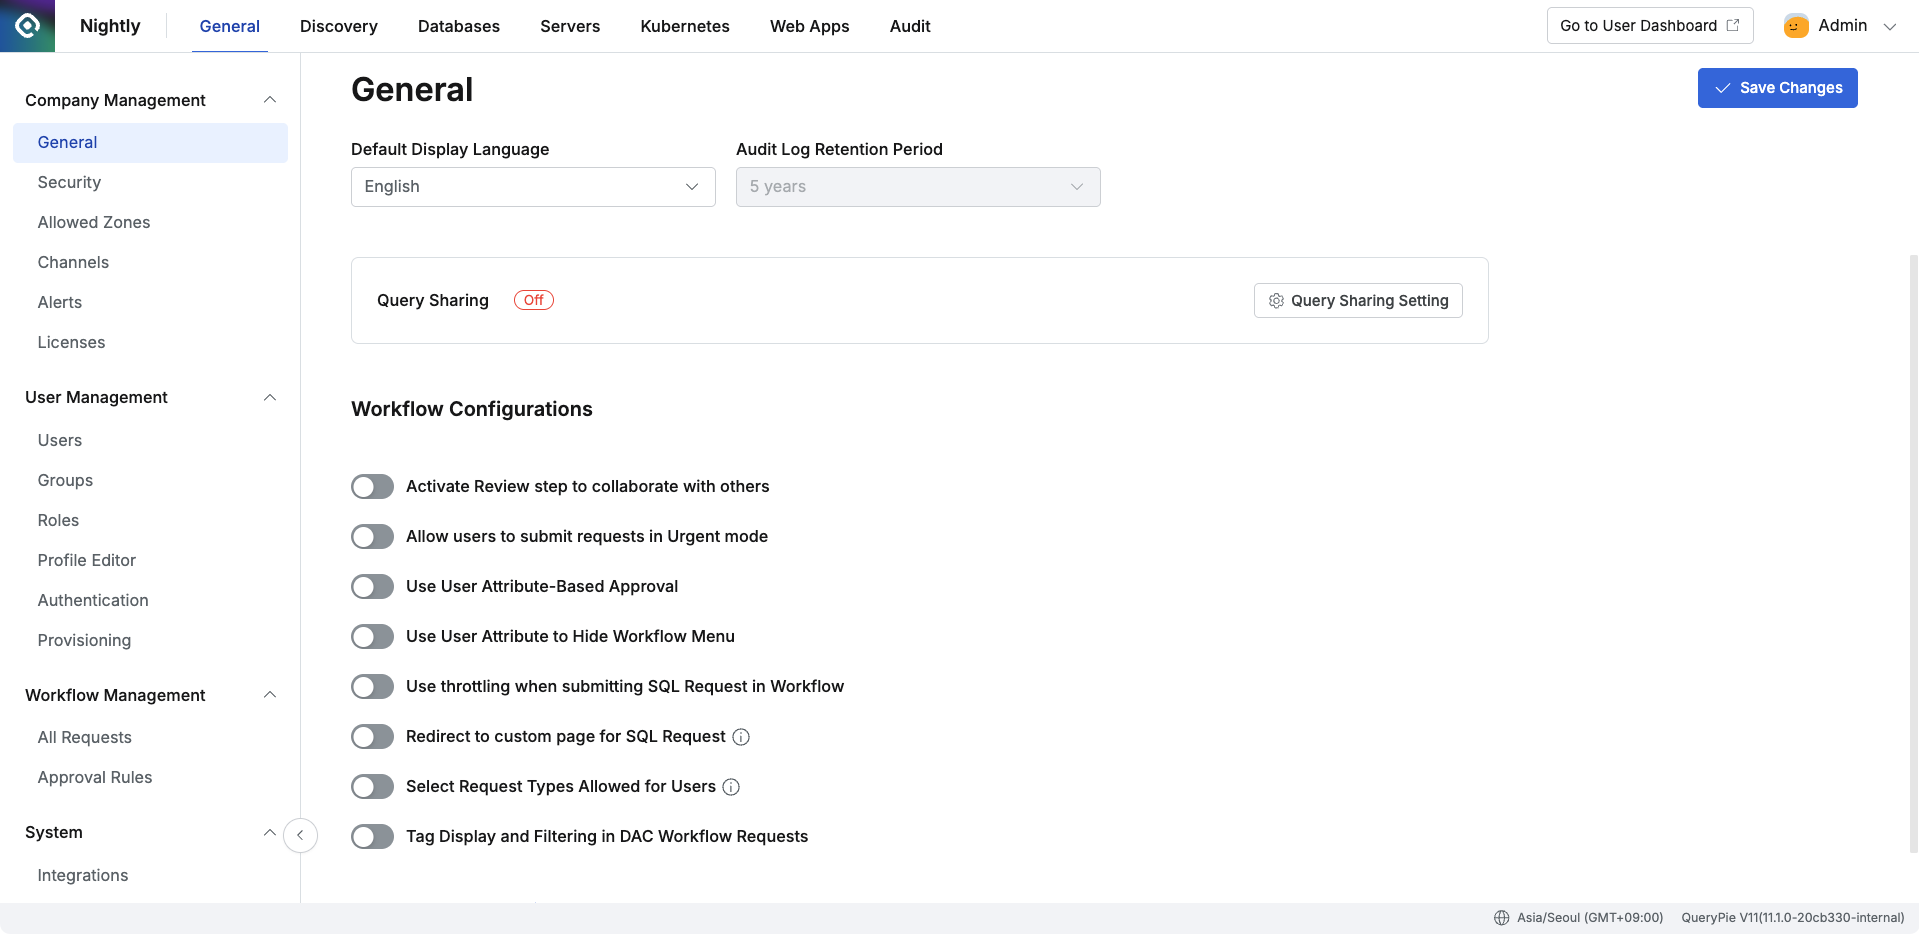 Nightly
General
Discovery
Databases
Servers
Kubernetes
Web Apps
Audit
Go to User Dashboard
Admin
Company Management
General
Security
Allowed Zones
Channels
Alerts
Licenses
User Management
Users
Groups
Roles
Profile Editor
Authentication
Provisioning
Workflow Management
All Requests
Approval Rules
System
Integrations
General
Save Changes
Default Display Language
English
Audit Log Retention Period
5 years
Query Sharing
Off
Query Sharing Setting
Workflow Configurations
Activate Review step to collaborate with others
Allow users to submit requests in Urgent mode
Use User Attribute-Based Approval
Use User Attribute to Hide Workflow Menu
Use throttling when submitting SQL Request in Workflow
Redirect to custom page for SQL Request
Select Request Types Allowed for Users
Tag Display and Filtering in DAC Workflow Requests
Asia/Seoul (GMT+09:00)
QueryPie V11(11.1.0-20cb330-internal)